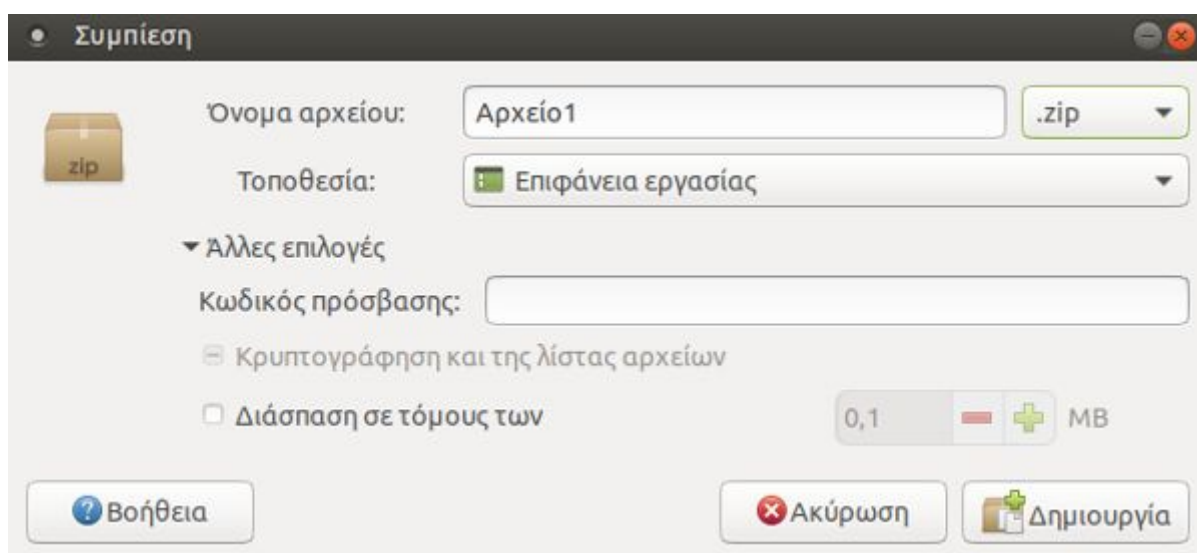 Συμπίεση
Όνομα αρχείου: Αρχείο1 .zip
zip
Τοποθεσία: Επιφάνεια εργασίας
Άλλες επιλογές
Κωδικός πρόσβασης:
Κρυπτογράφηση και της λίστας αρχείων
Διάσπαση σε τόμους των 0,1 MB
Βοήθεια Ακύρωση Δημιουργία